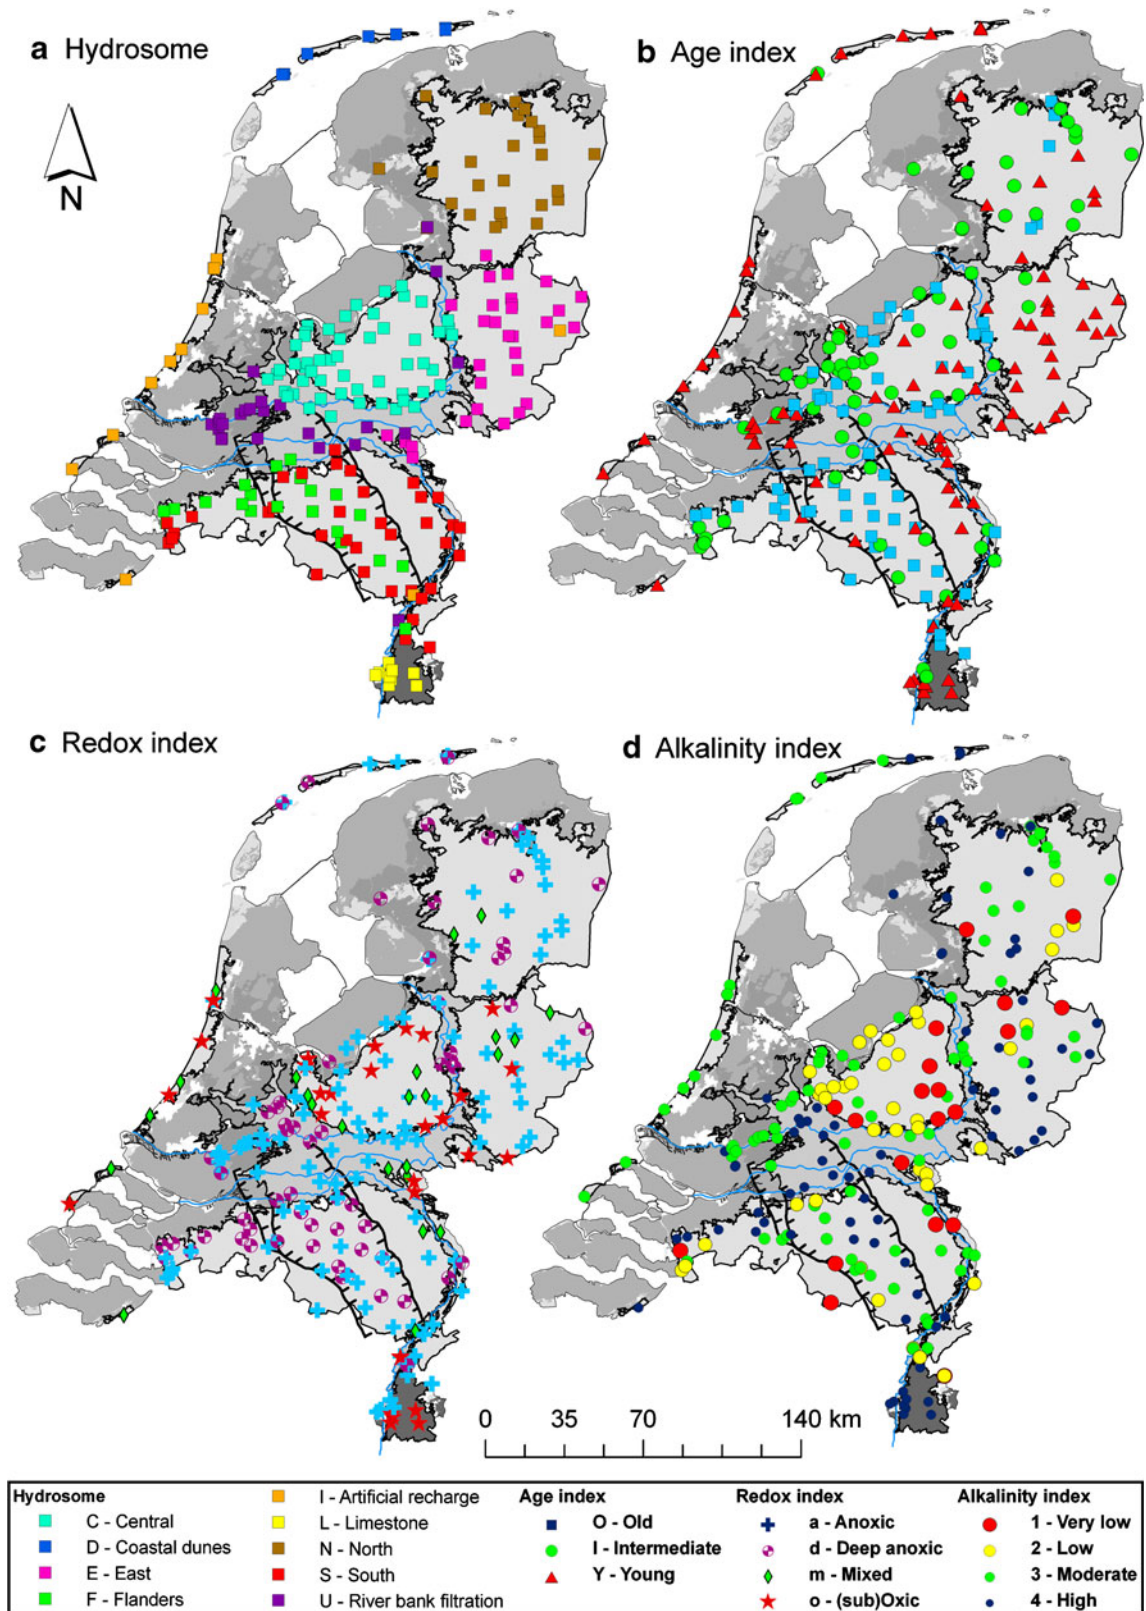 a Hydrosome
b Age index
N
c Redox index
d Alkalinity index
0 35 70 140 km
Hydrosome
C - Central
D - Coastal dunes
E - East
F - Flanders
I - Artificial recharge
L - Limestone
N - North
S - South
U - River bank filtration
Age index
O - Old
I - Intermediate
Y - Young
Redox index
a - Anoxic
d - Deep anoxic
m - Mixed
o - (sub)Oxic
Alkalinity index
1 - Very low
2 - Low
3 - Moderate
4 - High